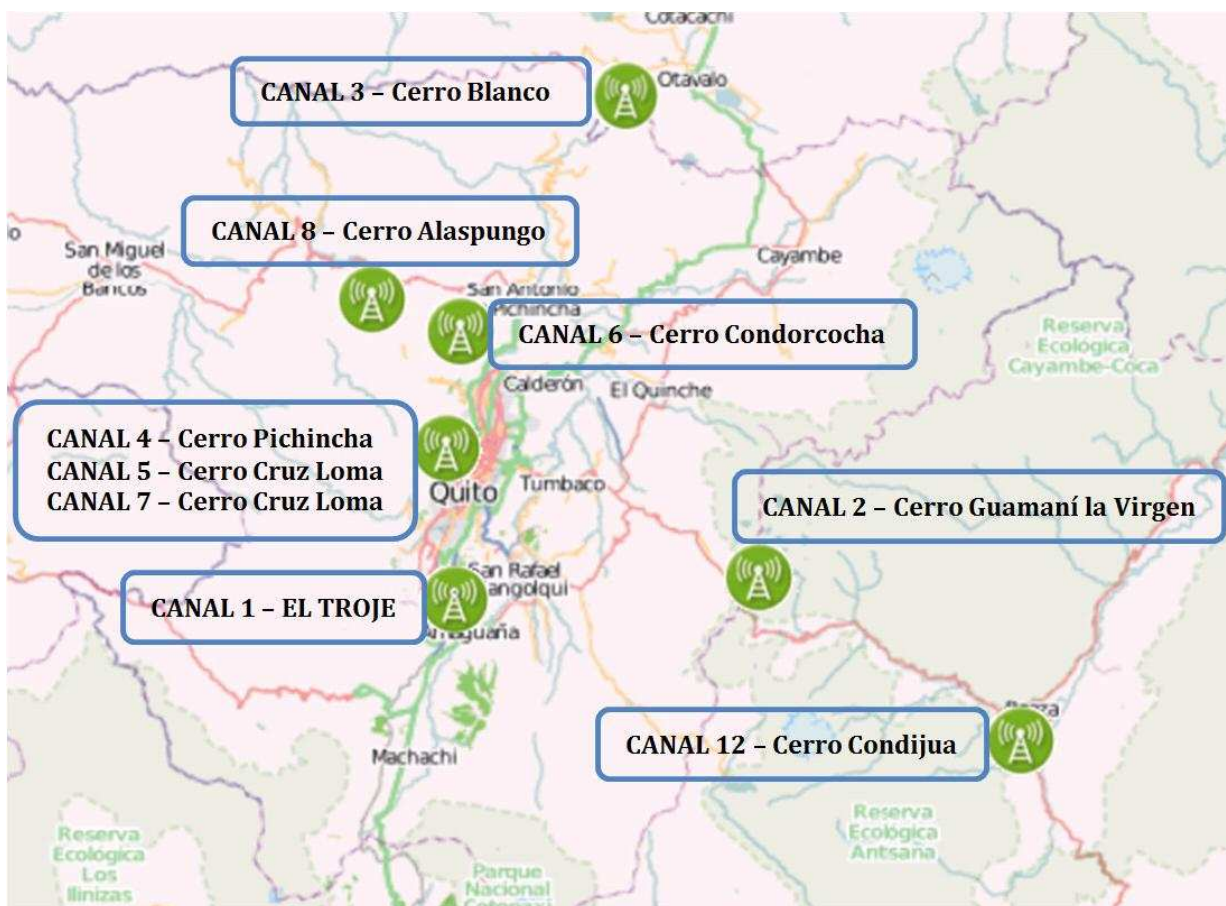 Cotacachi
CANAL 3 – Cerro Blanco
Otavalo
CANAL 8 – Cerro Alaspungo
San Miguel
de los
Bancos
Cayambe
San Antonio
Pichincha
CANAL 6 – Cerro Condorcocha
Reserva
Ecológica
Cayambe-Coca
Calderón
El Quinche
CANAL 4 – Cerro Pichincha
CANAL 5 – Cerro Cruz Loma
CANAL 7 – Cerro Cruz Loma
Quito
Tumbaco
CANAL 2 – Cerro Guamaní la Virgen
San Rafael
angolqui
CANAL 1 – EL TROJE
CANAL 12 – Cerro Condijua
Machachi
Reserva
Ecológica
Los
Ilinizas
Reserva
Ecológica
Antsaña
Parque
Nacional